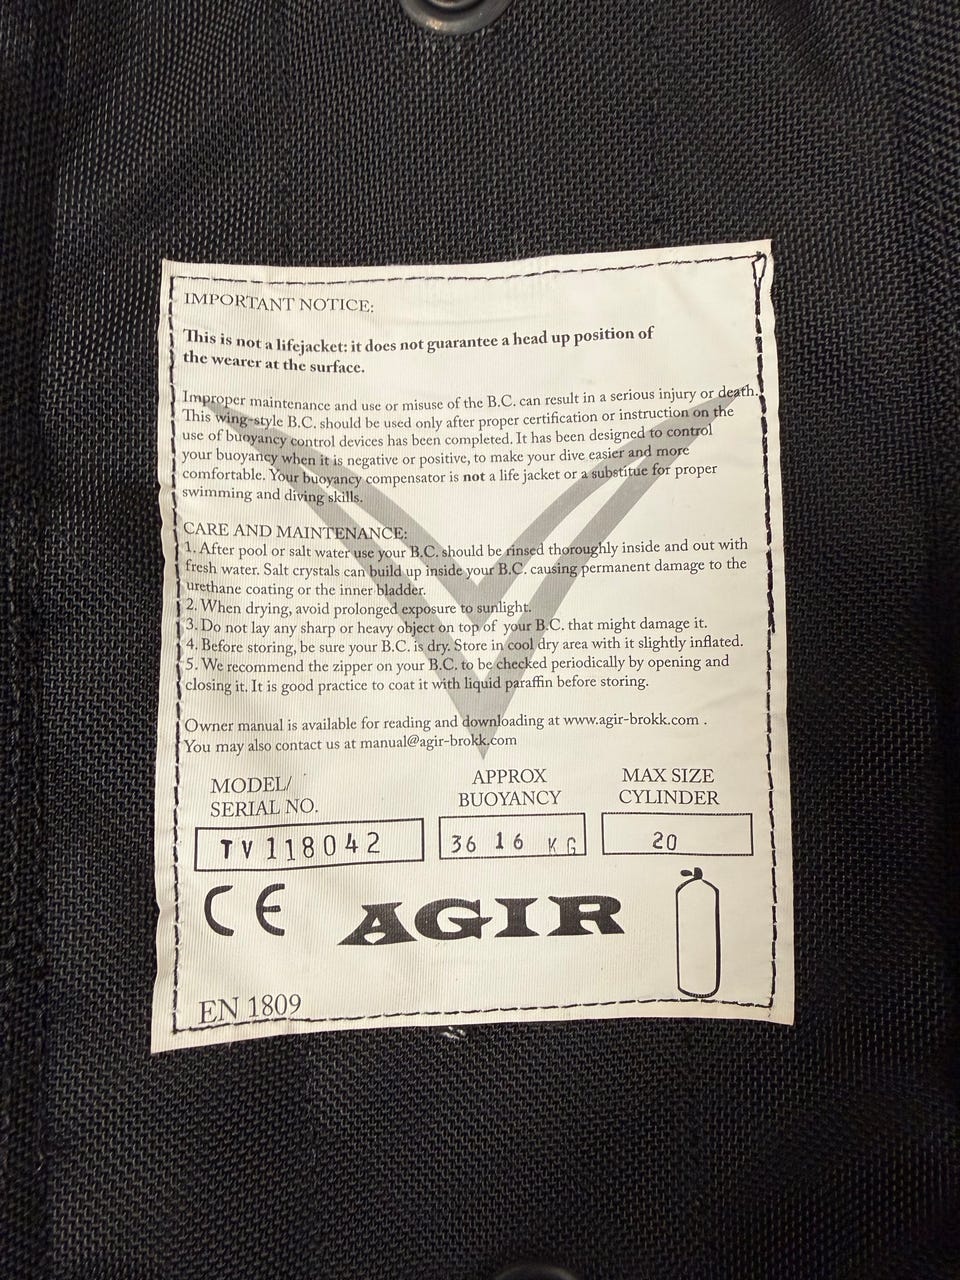 IMPORTANT NOTICE:
This is not a lifejacket: it does not guarantee a head up position of
the wearer at the surface.
Improper maintenance and use or misuse of the B.C. can result in a serious injury or death.
This wing-style B.C. should be used only after proper certification or instruction on the
use of buoyancy control devices has been completed. It has been designed to control
your buoyancy when it is negative or positive, to make your dive easier and more
comfortable. Your buoyancy compensator is not a life jacket or a substitue for proper
swimming and diving skills.
CARE AND MAINTENANCE:
1. After pool or salt water use your B.C. should be rinsed thoroughly inside and out with
fresh water. Salt crystals can build up inside your B.C. causing permanent damage to the
urethane coating or the inner bladder.
2. When drying, avoid prolonged exposure to sunlight.
3. Do not lay any sharp or heavy object on top of your B.C. that might damage it.
4. Before storing, be sure your B.C. is dry. Store in cool dry area with it slightly inflated.
5. We recommend the zipper on your B.C. to be checked periodically by opening and
closing it. It is good practice to coat it with liquid paraffin before storing.
Owner manual is available for reading and downloading at www.agir-brokk.com .
You may also contact us at manual@agir-brokk.com
MODEL/
SERIAL NO.
TV118042
APPROX
BUOYANCY
36 16 KG
MAX SIZE
CYLINDER
20
CE AGIR
EN 1809